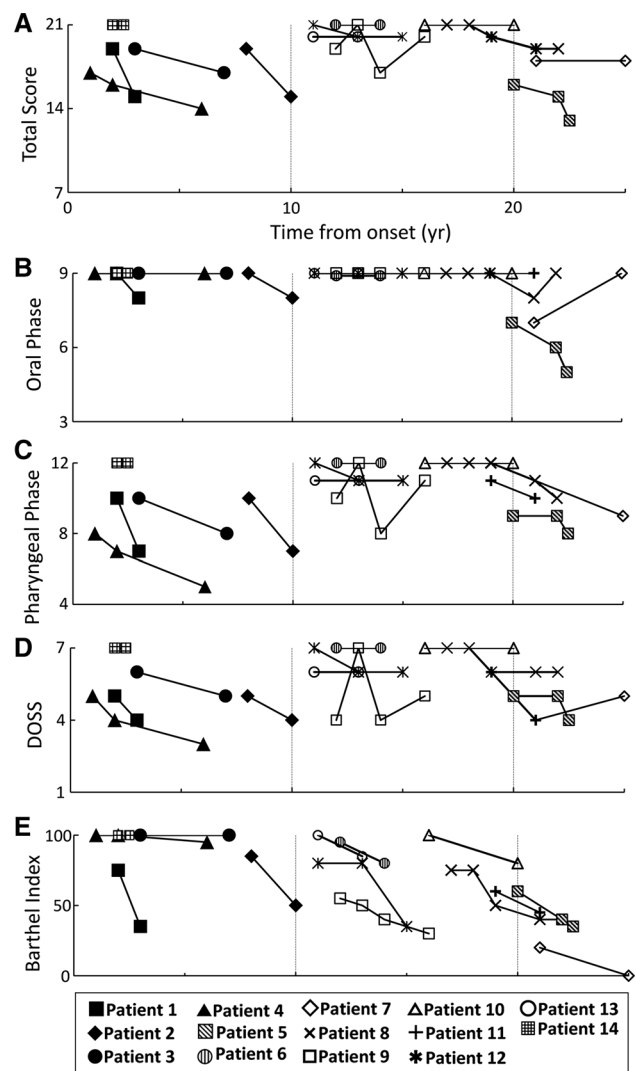 A
Total Score
21
14
7
0
10
20
Time from onset (yr)
B
Oral Phase
9
6
3
C
Pharyngeal Phase
12
8
4
D
DOSS
7
4
1
E
Barthel Index
100
50
0
Patient 1 Patient 4 Patient 7 Patient 10 Patient 13
Patient 2 Patient 5 Patient 8 Patient 11 Patient 14
Patient 3 Patient 6 Patient 9 Patient 12